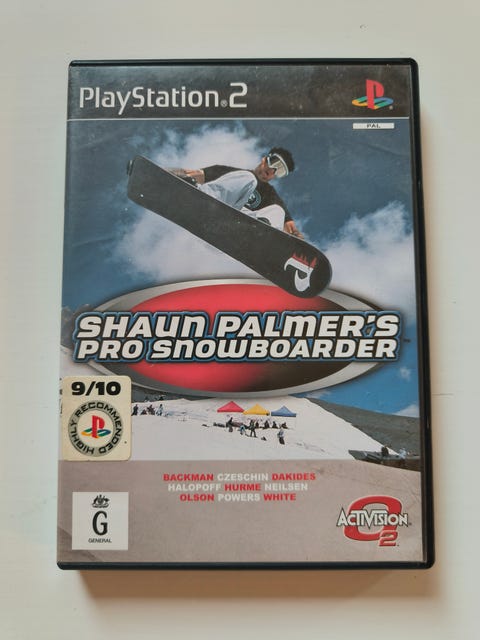 PlayStation®2
PAL
SHAUN PALMER'S
PRO SNOWBOARDER
9/10
HIGHLY RECOMMENDED
BACKMAN CZESCHIN DAKIDES
HALOPOFF HURME NEILSEN
OLSON POWERS WHITE
G
GENERAL
ACTIVISION
O2